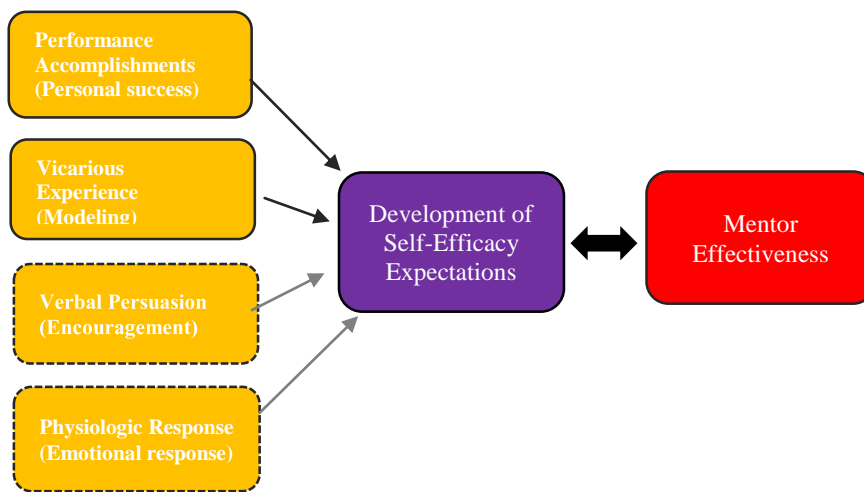 Performance
Accomplishments
(Personal success)
Vicarious
Experience
(Modeling)
Verbal Persuasion
(Encouragement)
Physiologic Response
(Emotional response)
Development of
Self-Efficacy
Expectations
Mentor
Effectiveness